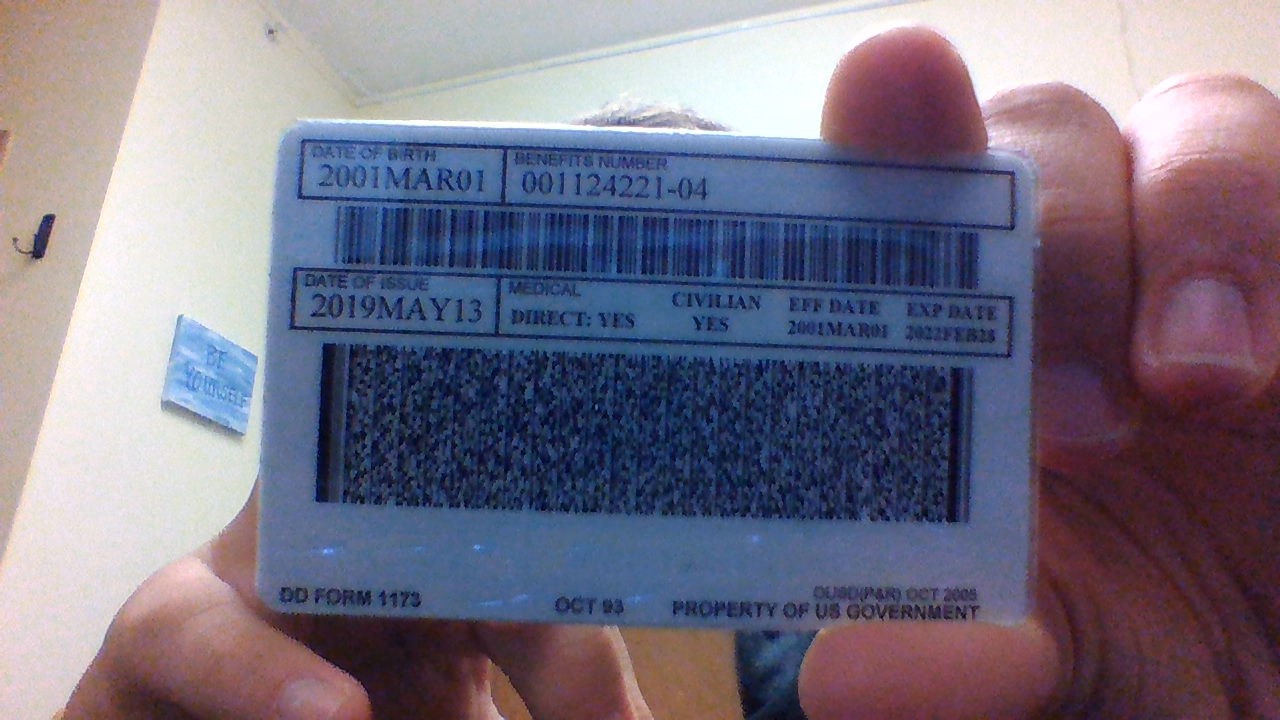 DATE OF BIRTH
2001MAR01
BENEFITS NUMBER
001124221-04
DATE OF ISSUE
2019MAY13
MEDICAL
DIRECT: YES
CIVILIAN
YES
EFF DATE
2001MAR01
EXP DATE
2022FEB28
BE
YOURSELF
DD FORM 1173
OCT 93
OUSD(P&R) OCT 2005
PROPERTY OF US GOVERNMENT